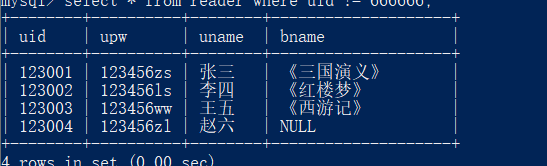 mysql> select * from reader where uid != 666666;
+--------+----------+-------+------------------+
| uid | upw | uname | bname |
+--------+----------+-------+------------------+
| 123001 | 123456zs | 张三 | 《三国演义》 |
| 123002 | 123456ls | 李四 | 《红楼梦》 |
| 123003 | 123456ww | 王五 | 《西游记》 |
| 123004 | 123456zl | 赵六 | NULL |
+--------+----------+-------+------------------+
4 rows in set (0.00 sec)